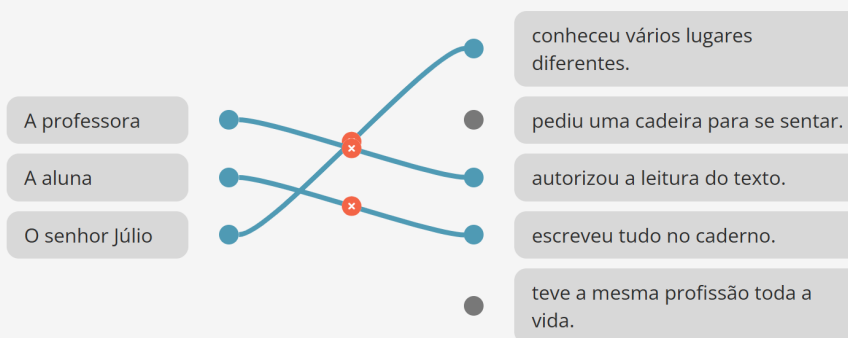 A professora
A aluna
O senhor Júlio
conheceu vários lugares
diferentes.
pediu uma cadeira para se sentar.
autorizou a leitura do texto.
escreveu tudo no caderno.
teve a mesma profissão toda a
vida.